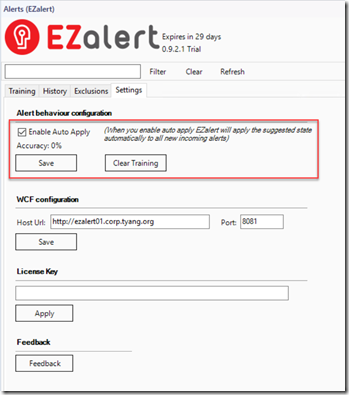 Alerts (EZalert)
EZalert
Expires in 29 days
0.9.2.1 Trial
Filter Clear Refresh
Training History Exclusions Settings
Alert behaviour configuration
Enable Auto Apply (When you enable auto apply EZalert will apply the suggested state
automatically to all new incoming alerts)
Accuracy: 0%
Save Clear Training
WCF configuration
Host Url: http://ezalert01.corp.tyang.org Port: 8081
Save
License Key
Apply
Feedback
Feedback